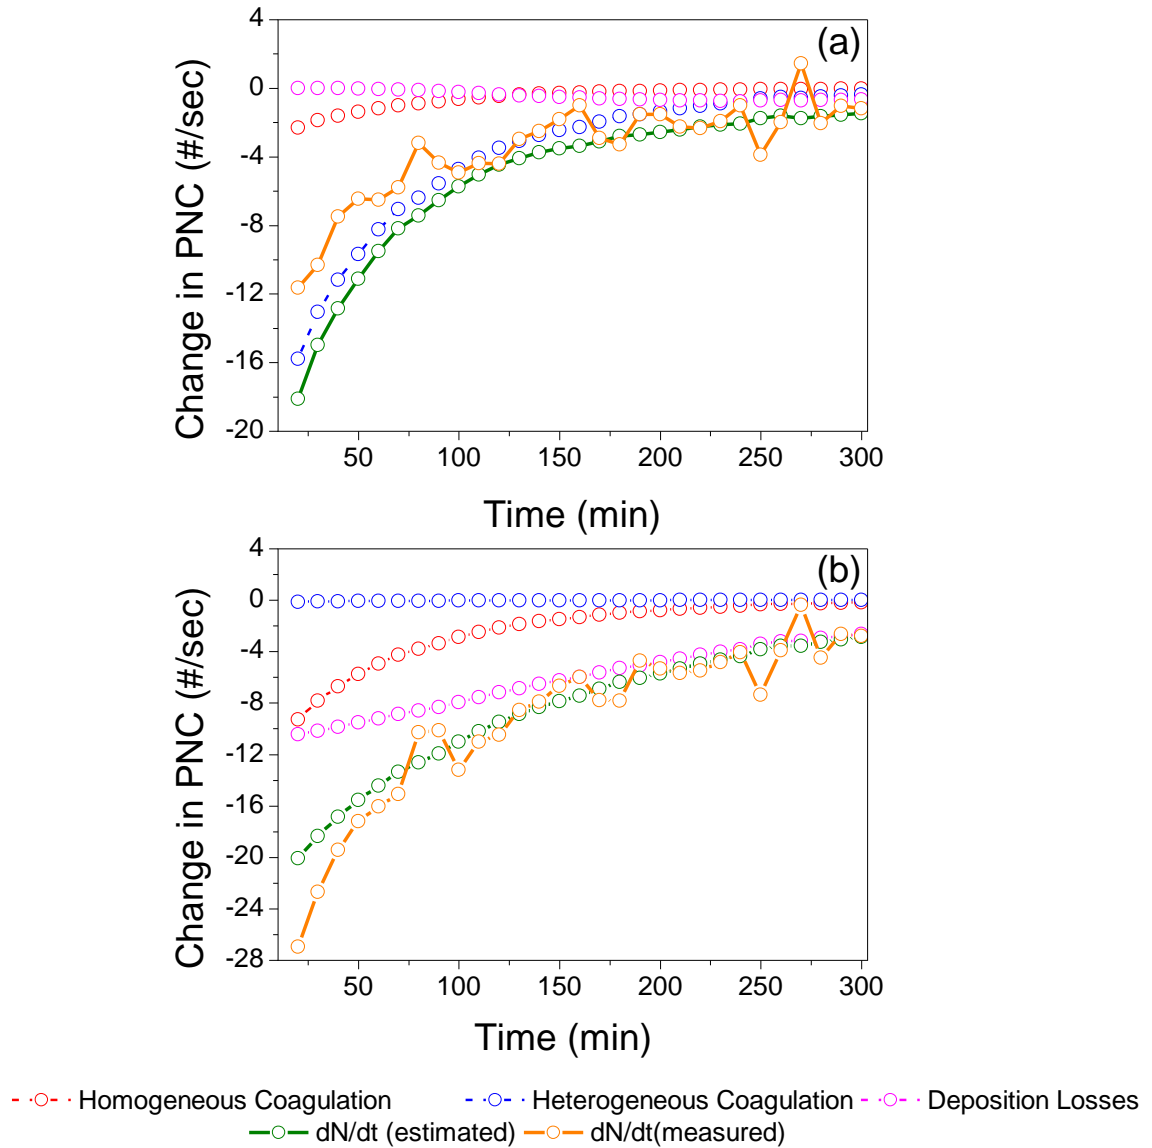 (a)
Change in PNC (#/sec)
4
0
-4
-8
-12
-16
-20
50 100 150 200 250 300
Time (min)
(b)
Change in PNC (#/sec)
4
0
-4
-8
-12
-16
-20
-24
-28
50 100 150 200 250 300
Time (min)
Homogeneous Coagulation Heterogeneous Coagulation Deposition Losses
dN/dt (estimated) dN/dt(measured)